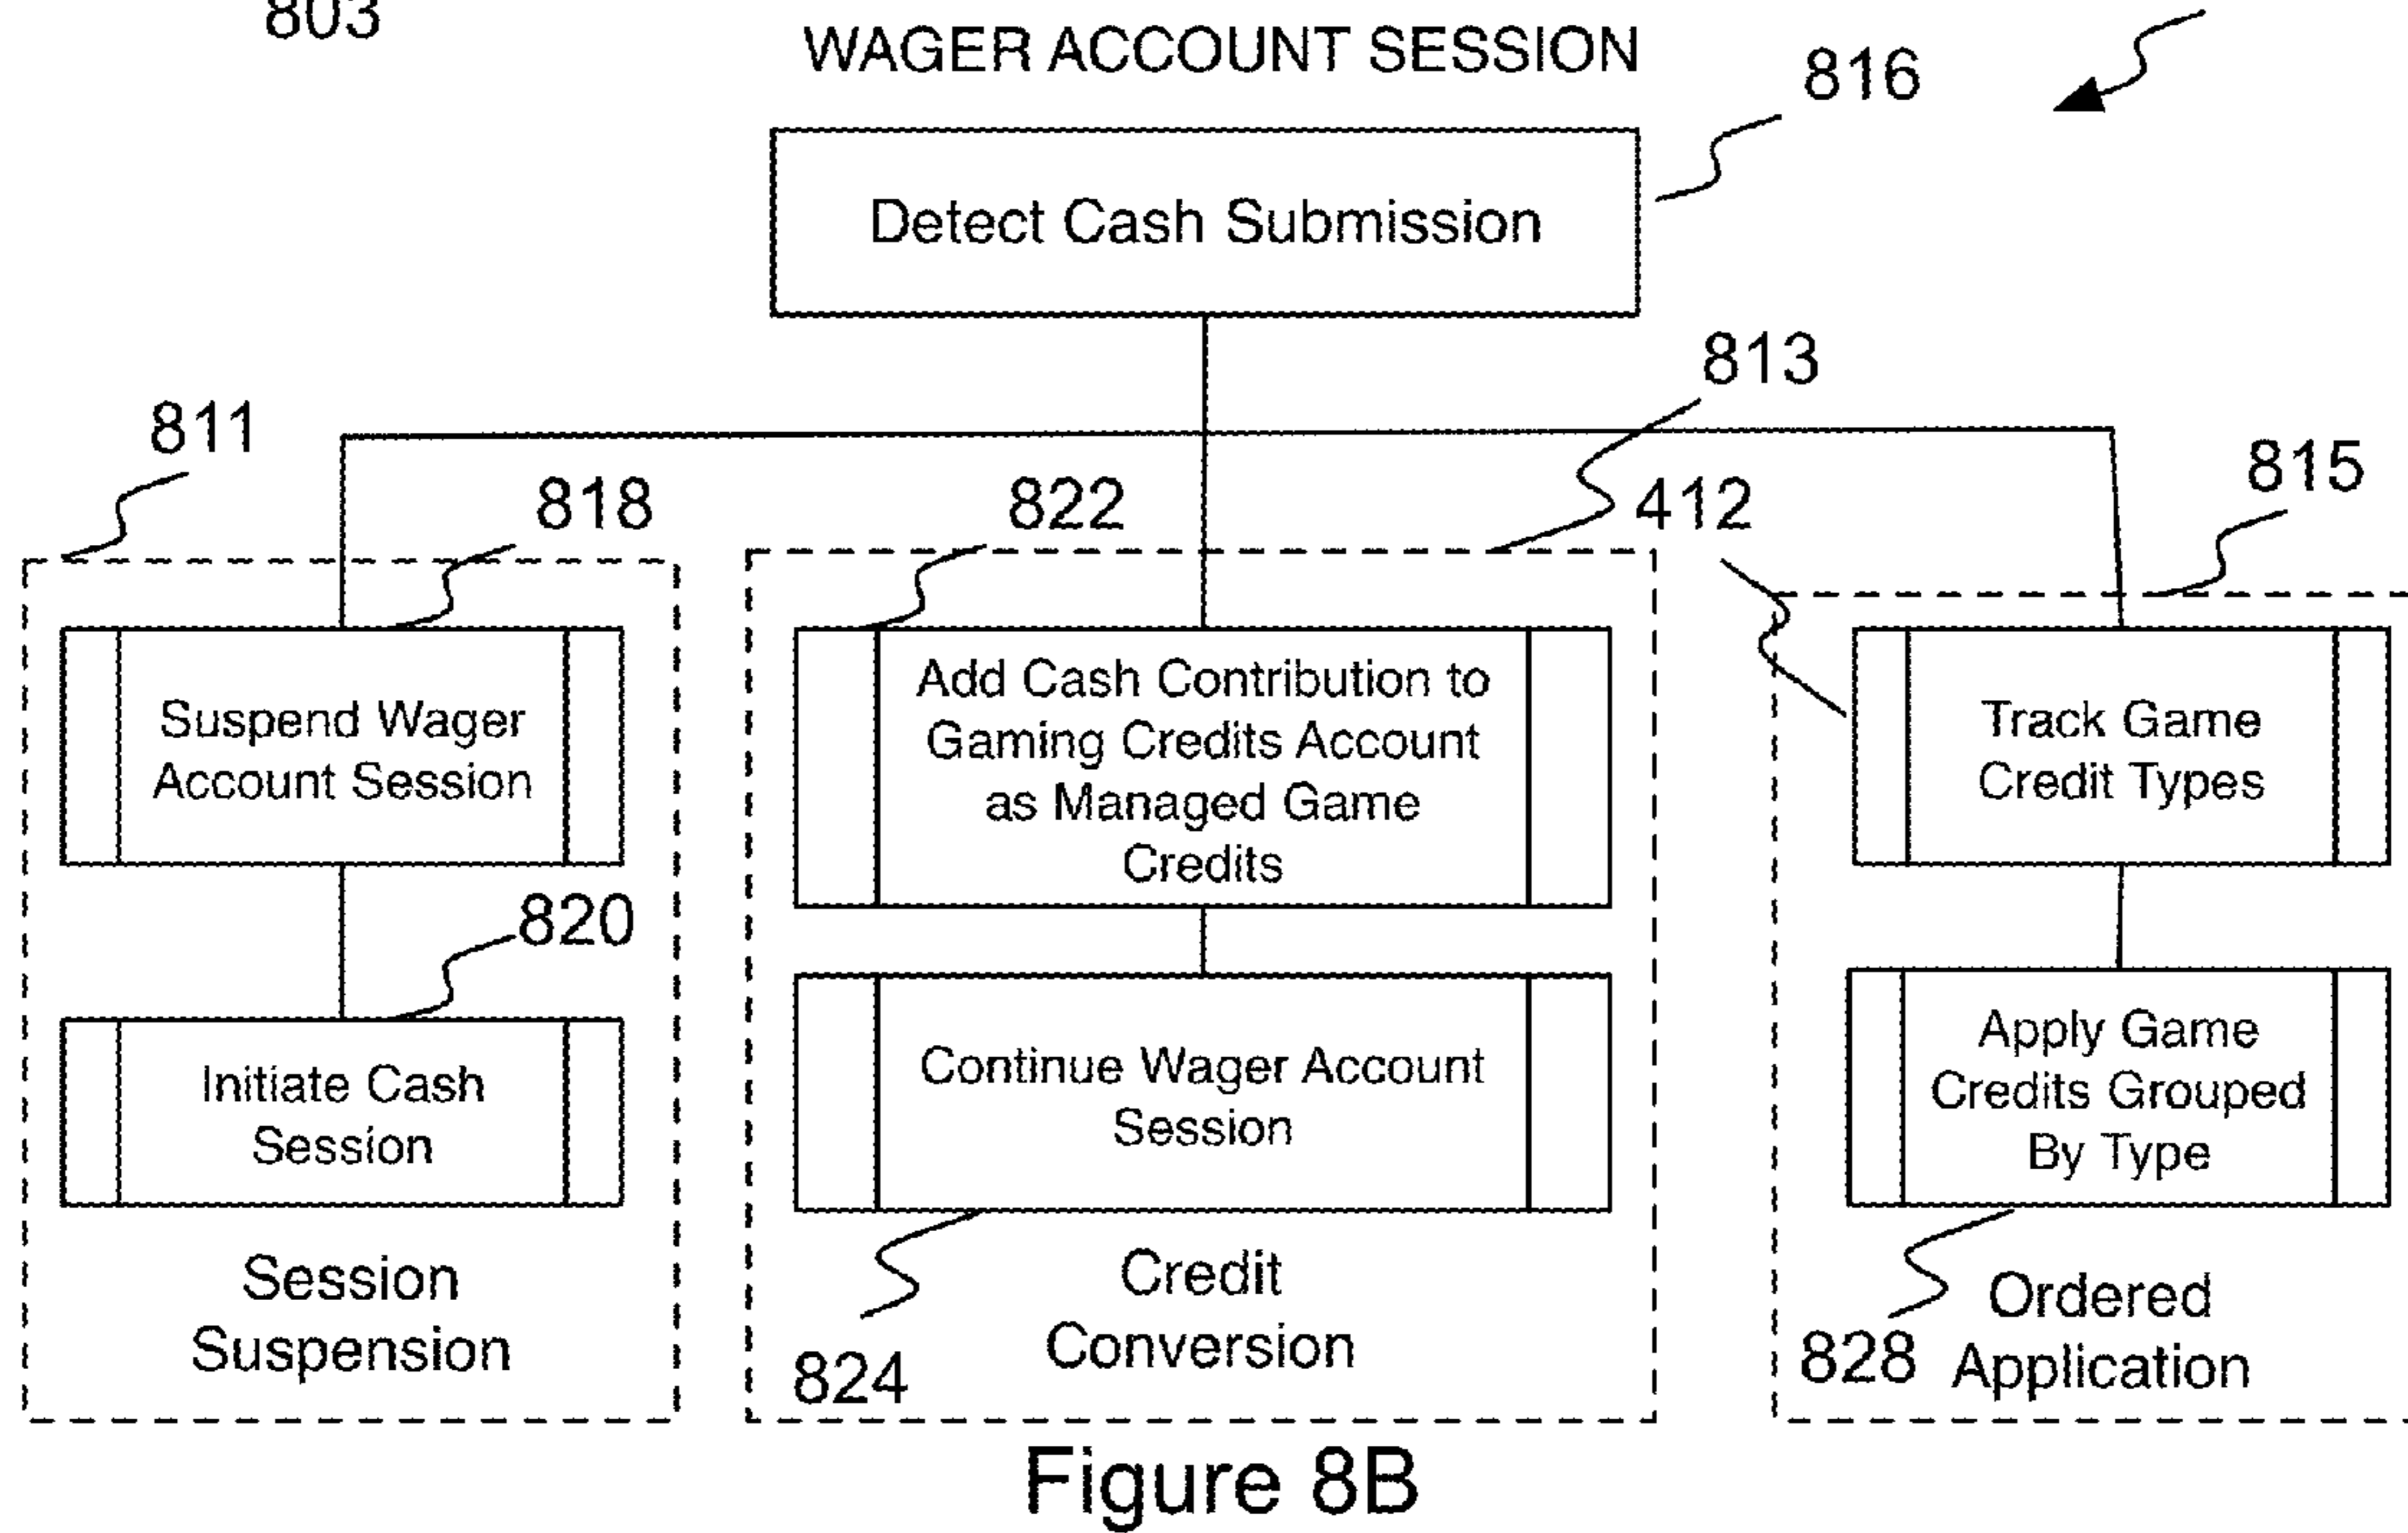 803
WAGER ACCOUNT SESSION
816
Detect Cash Submission
813
811
815
818
822
412
Suspend Wager
Account Session
Add Cash Contribution to
Gaming Credits Account
as Managed Game
Credits
Track Game
Credit Types
820
Initiate Cash
Session
Continue Wager Account
Session
Apply Game
Credits Grouped
By Type
Session
Suspension
Credit
Conversion
Ordered
Application
824
828
Figure 8B